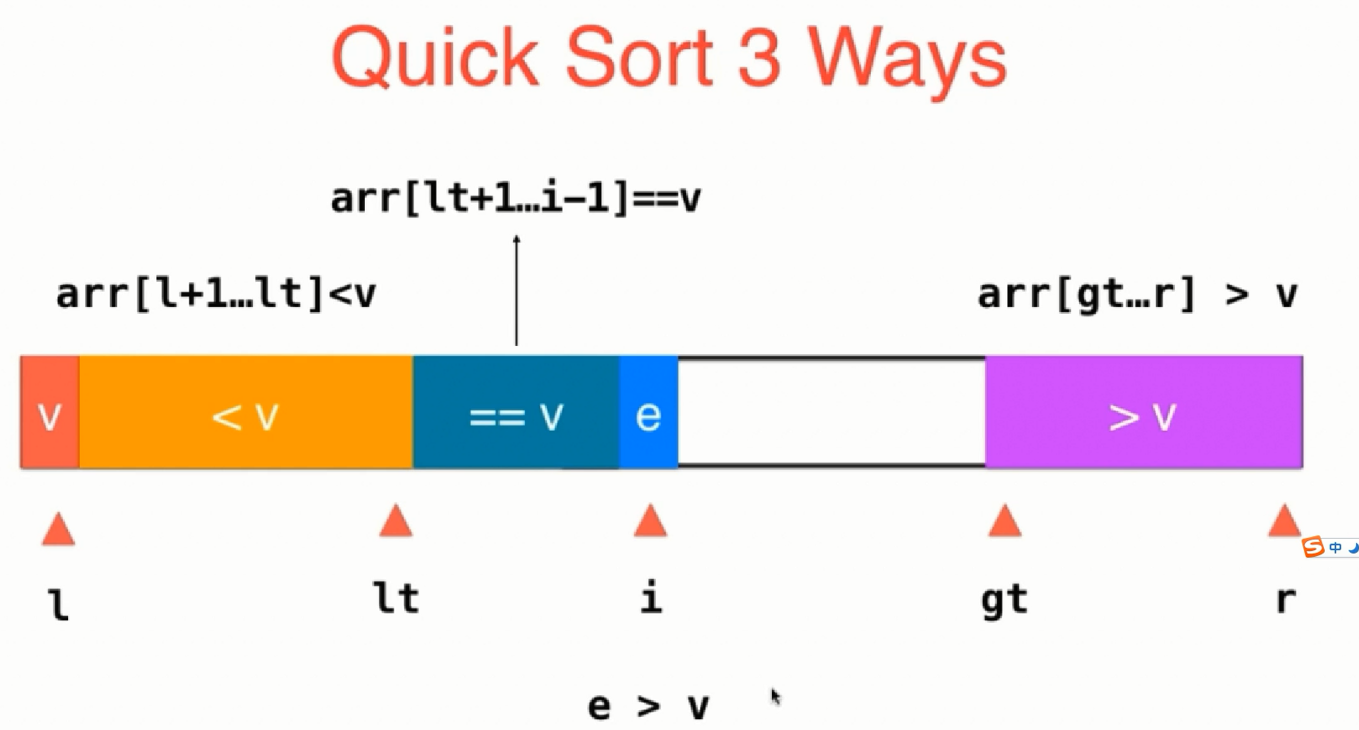 Quick Sort 3 Ways
arr[lt+1…i-1]==v
arr[l+1…lt]<v
arr[gt…r] > v
v
< v
== v
e
> v
l
lt
i
gt
r
S 中
e > v